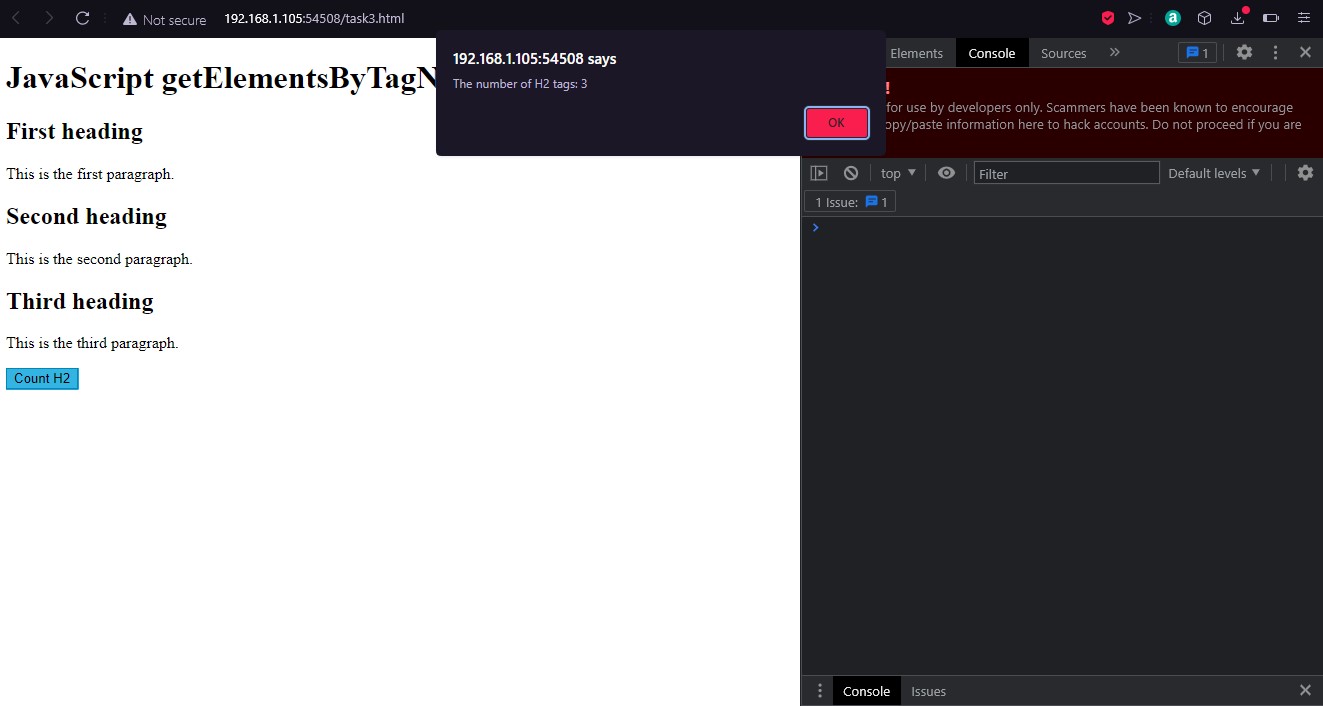 Not secure 192.168.1.105:54508/task3.html
JavaScript getElementsByTagN
First heading
This is the first paragraph.
Second heading
This is the second paragraph.
Third heading
This is the third paragraph.
Count H2
192.168.1.105:54508 says
The number of H2 tags: 3
OK
Elements Console Sources 1
!
for use by developers only. Scammers have been known to encourage
opy/paste information here to hack accounts. Do not proceed if you are
top Filter Default levels
1 Issue: 1
Console Issues